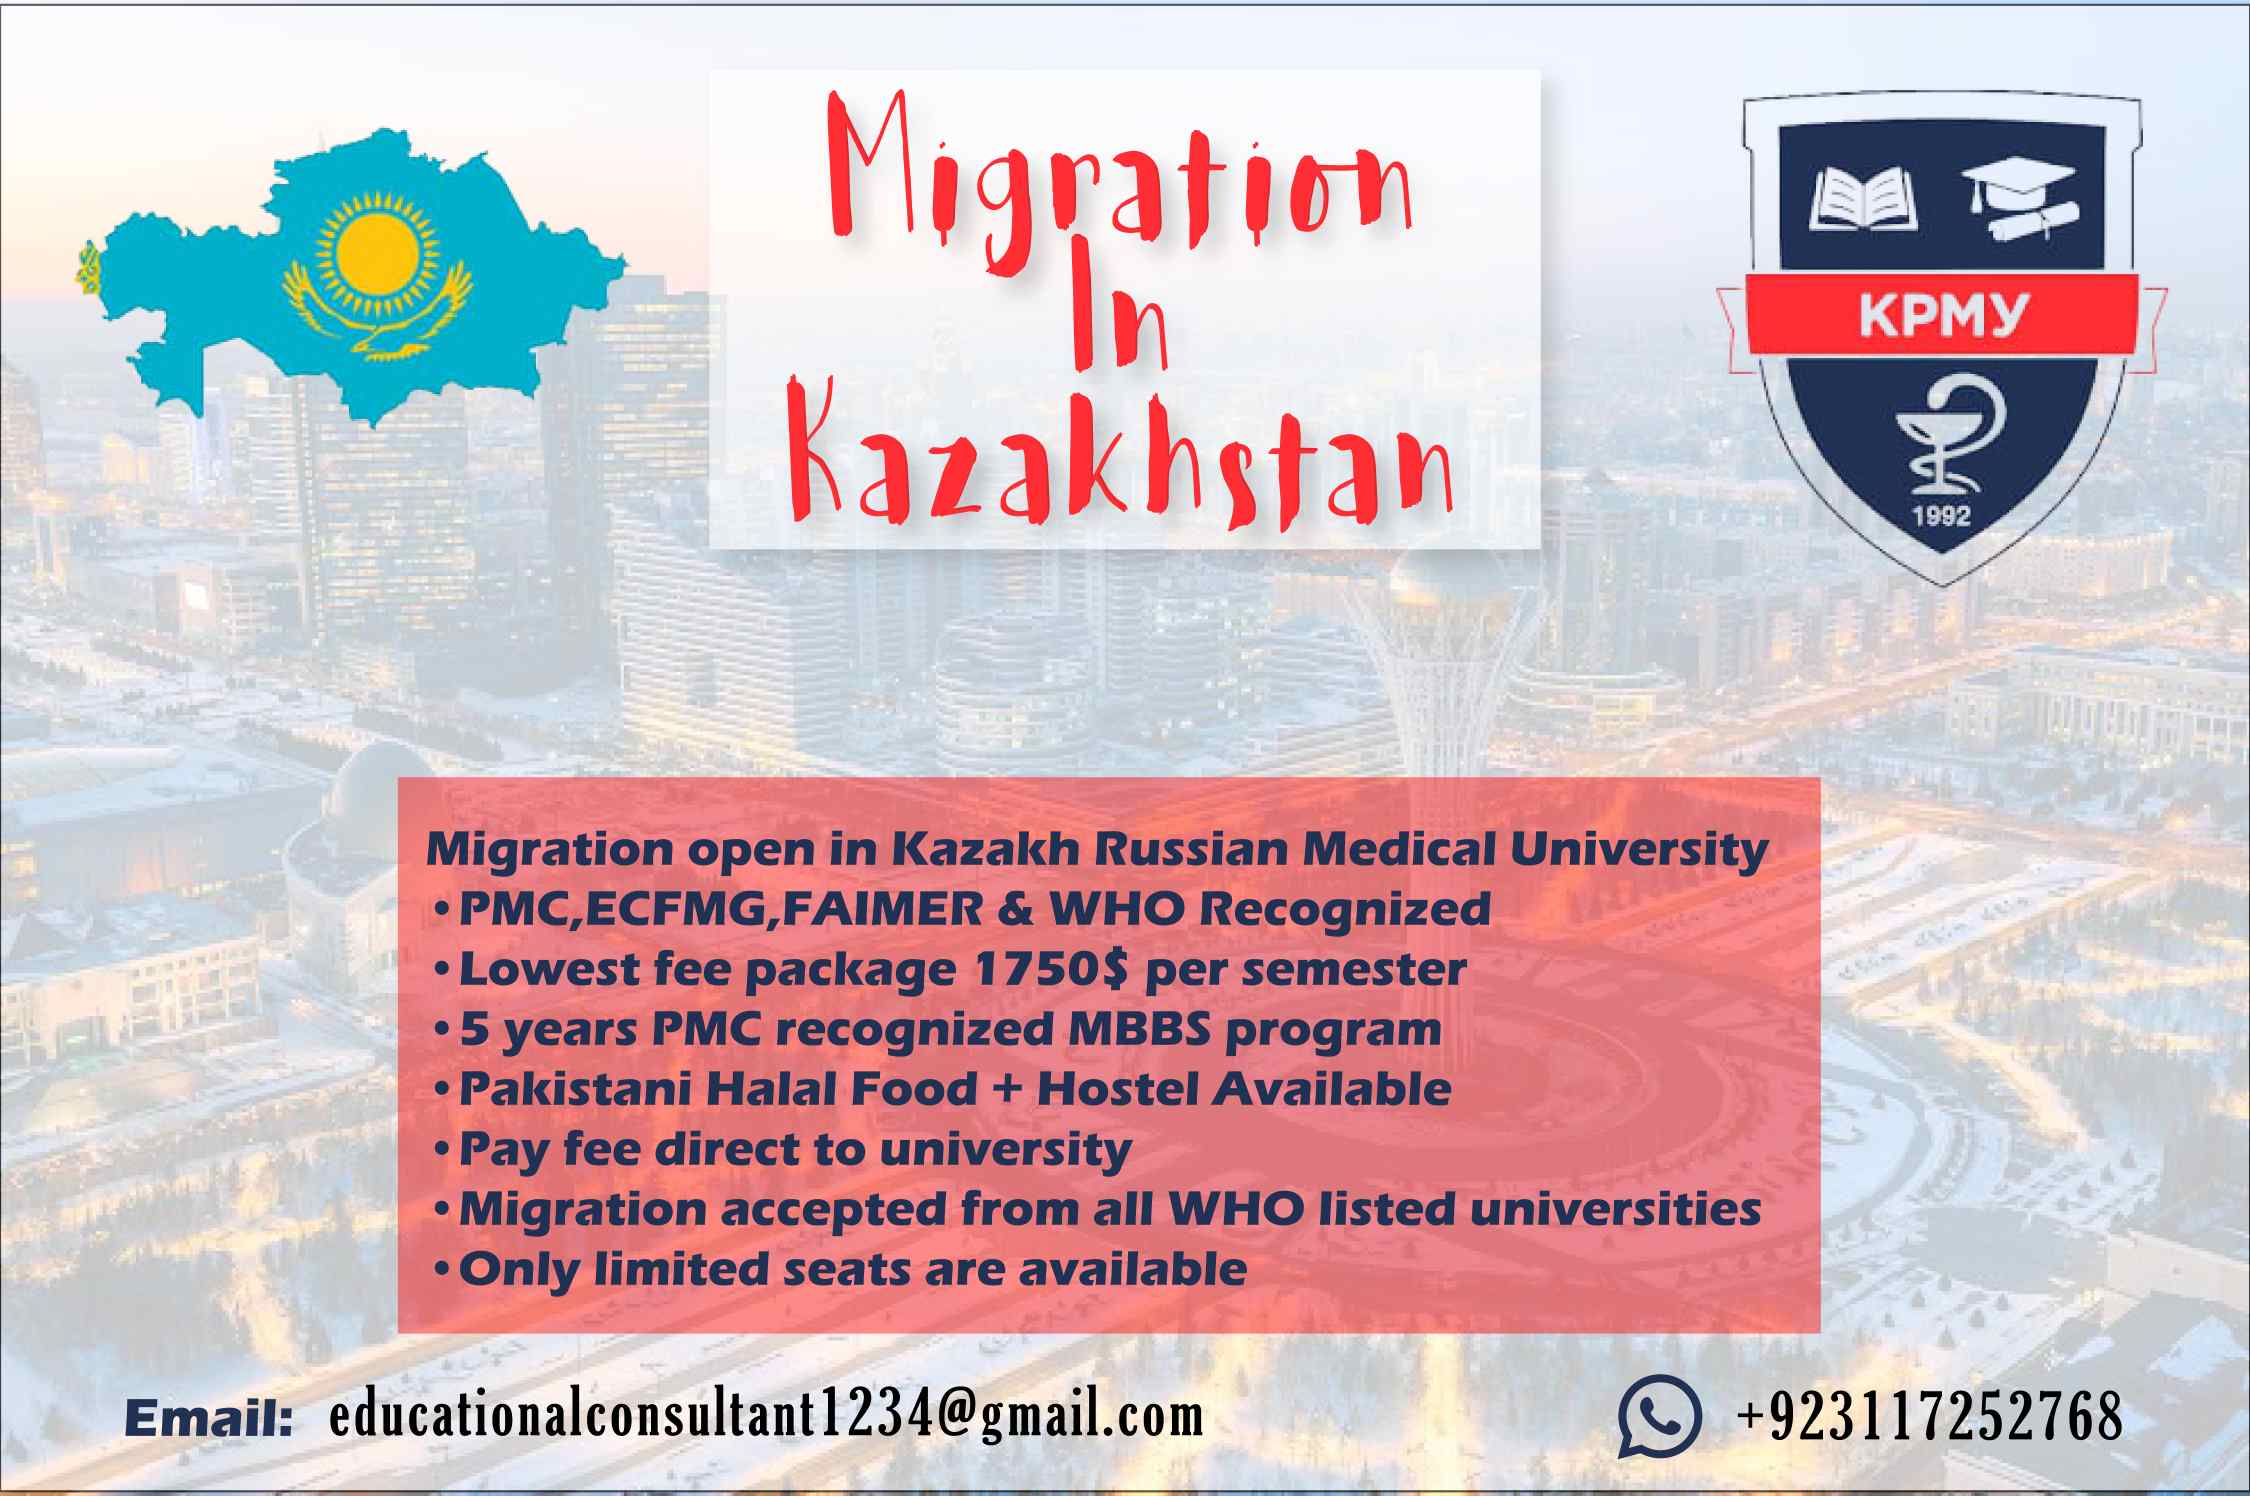 Migration
In
Kazakhstan
КРМУ
1992
Migration open in Kazakh Russian Medical University
•PMC,ECFMG,FAIMER & WHO Recognized
•Lowest fee package 1750$ per semester
•5 years PMC recognized MBBS program
•Pakistani Halal Food + Hostel Available
•Pay fee direct to university
•Migration accepted from all WHO listed universities
•Only limited seats are available
Email: educationalconsultant1234@gmail.com
+923117252768